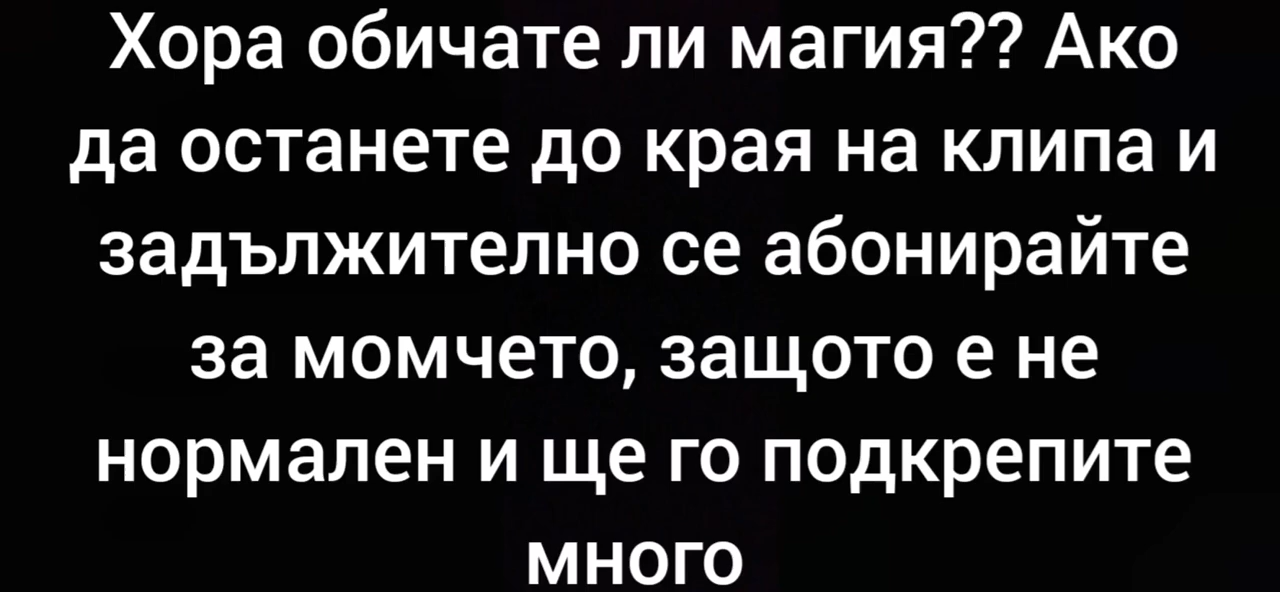 Хора обичате ли магия?? Ако
да останете до края на клипа и
задължително се абонирайте
за момчето, защото е не
нормален и ще го подкрепите
много